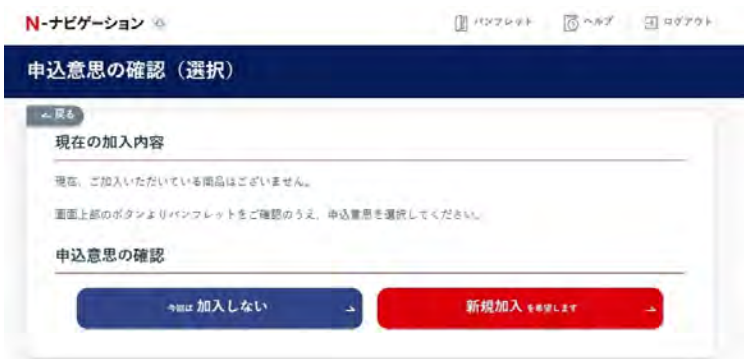 N-ナビゲーション
パンフレット ヘルプ ログアウト
申込意思の確認（選択）
戻る
現在の加入内容
現在、ご加入いただいている商品はございません。
画面上部のボタンよりパンフレットをご確認のうえ、申込意思を選択してください。
申込意思の確認
今回は 加入しない
新規加入 を希望します